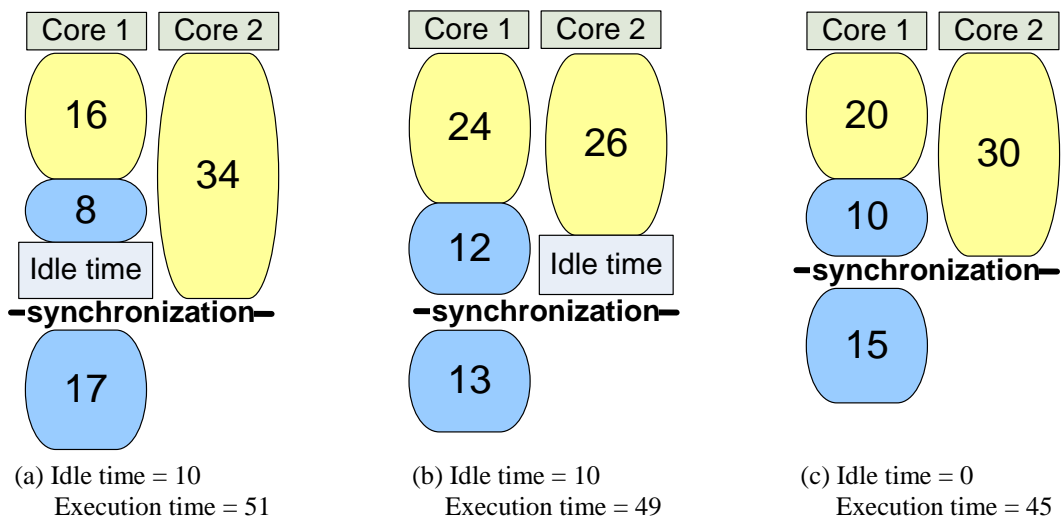 Core 1 Core 2
16
34
8
Idle time
synchronization
17
(a) Idle time = 10
Execution time = 51
Core 1 Core 2
24
26
12
Idle time
synchronization
13
(b) Idle time = 10
Execution time = 49
Core 1 Core 2
20
30
10
synchronization
15
(c) Idle time = 0
Execution time = 45